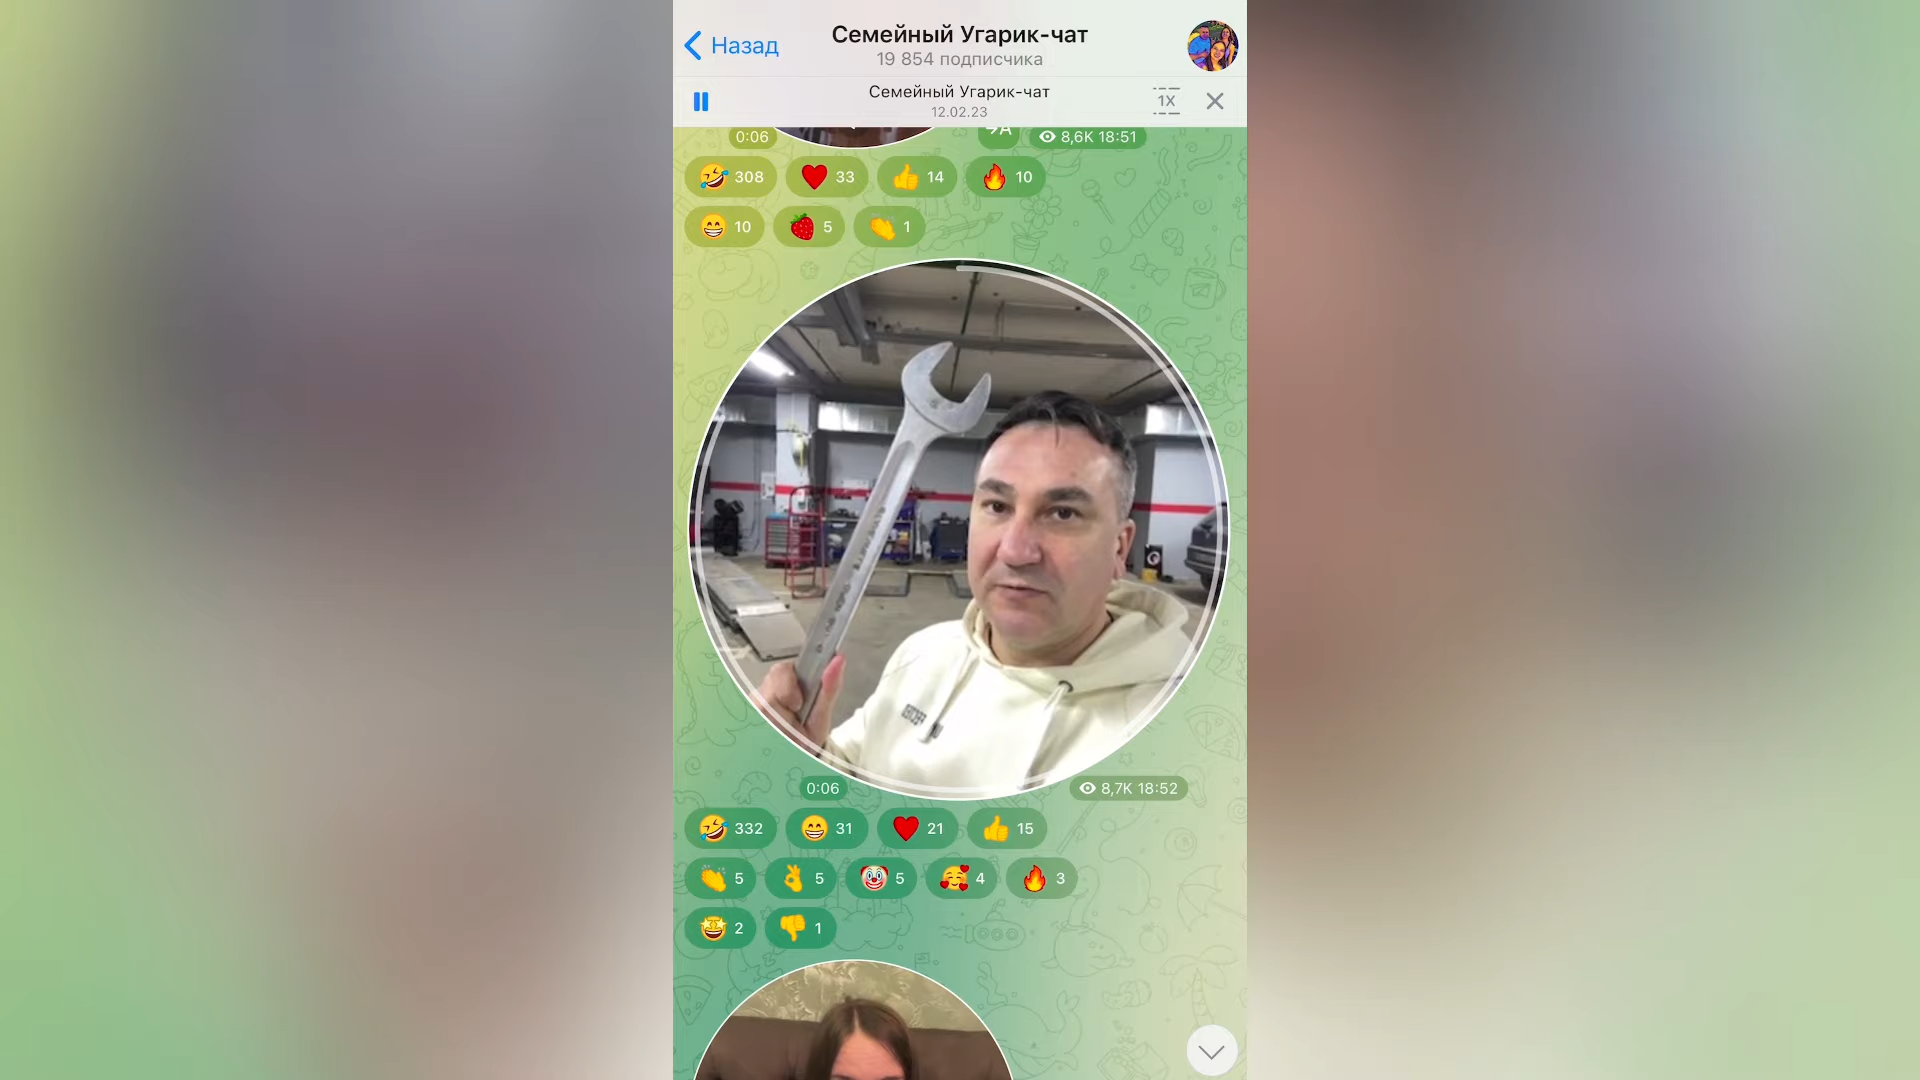 Назад
Семейный Угарик-чат
19 854 подписчика
Семейный Угарик-чат
12.02.23
1X
0:06
→A
8,6K 18:51
308
33
14
10
10
5
1
0:06
8,7K 18:52
332
31
21
15
5
5
5
4
3
2
1